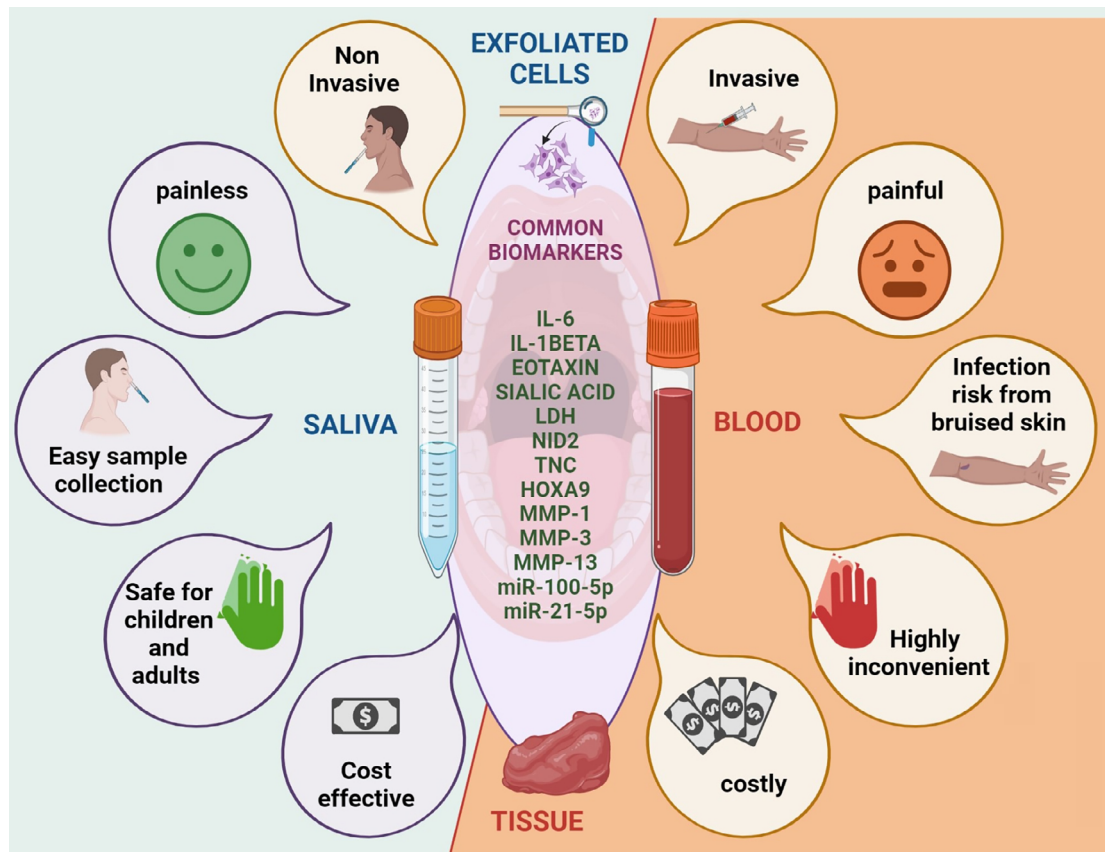 EXFOLIATED
CELLS
Non
Invasive
Invasive
painless
painful
COMMON
BIOMARKERS
IL-6
IL-1BETA
EOTAXIN
SIALIC ACID
LDH
NID2
TNC
HOXA9
MMP-1
MMP-3
MMP-13
miR-100-5p
miR-21-5p
SALIVA
BLOOD
Easy sample
collection
Infection
risk from
bruised skin
Safe for
children
and
adults
Highly
inconvenient
Cost
effective
costly
TISSUE